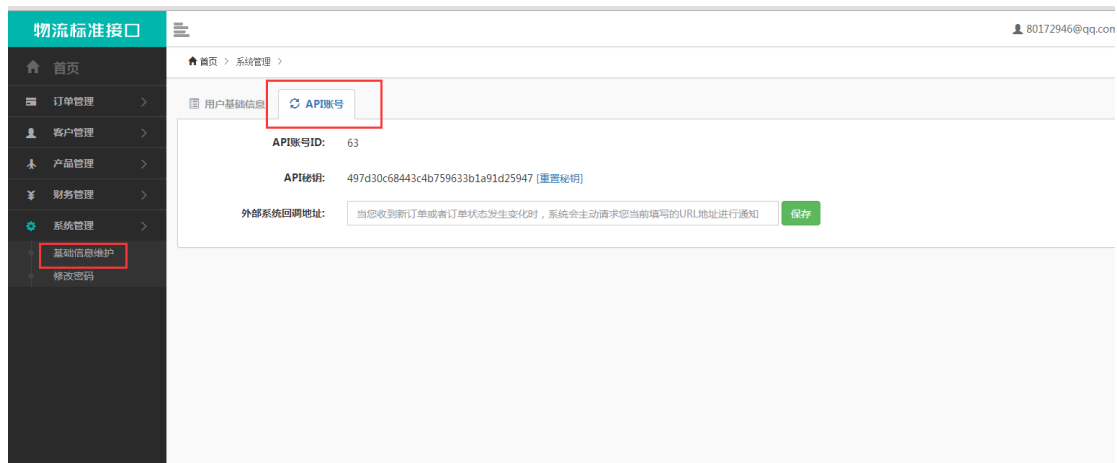 物流标准接口
80172946@qq.com
首页
首页 > 系统管理 >
订单管理
客户管理
产品管理
财务管理
系统管理
基础信息维护
修改密码
用户基础信息
API账号
API账号ID: 63
API秘钥: 497d30c68443c4b759633b1a91d25947 [重置秘钥]
外部系统回调地址: 当您收到新订单或者订单状态发生变化时，系统会主动请求您当前填写的URL地址进行通知 保存